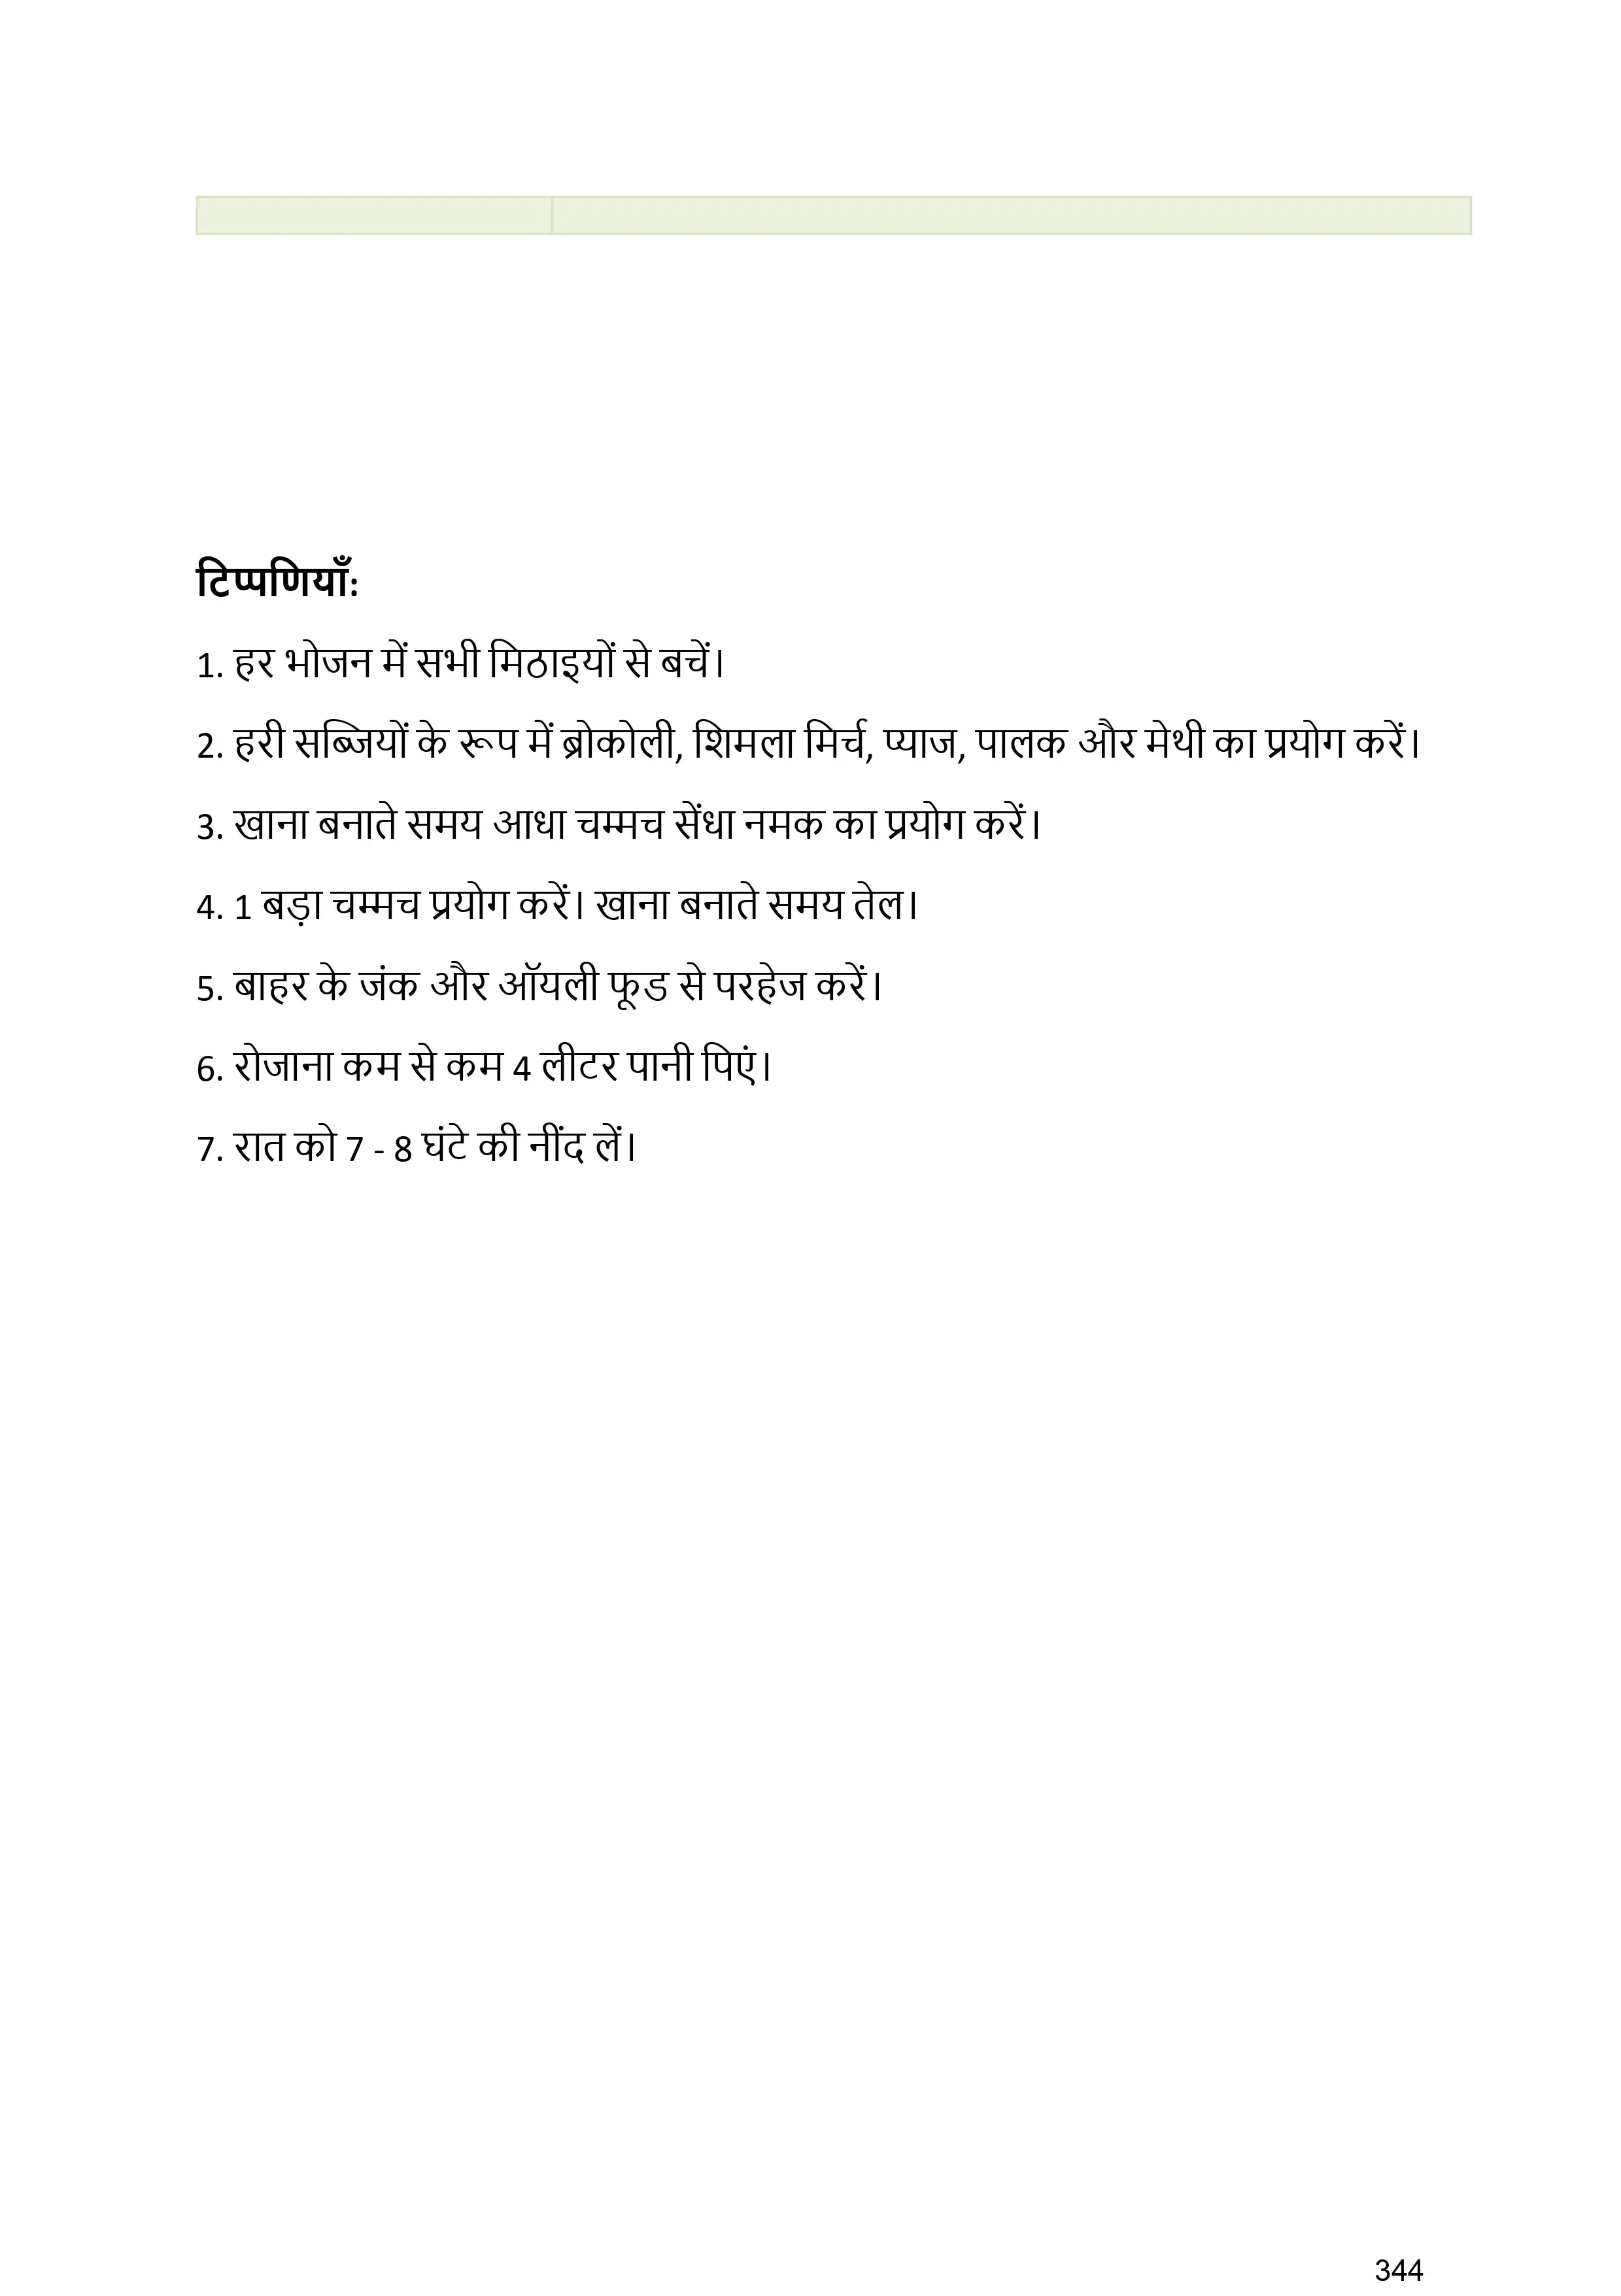 टिप्पणियाँ:
1. हर भोजन में सभी मिठाइयों से बचें।
2. हरी सब्जियों के रूप में ब्रोकोली, शिमला मिर्च, प्याज, पालक और मेथी का प्रयोग करें।
3. खाना बनाते समय आधा चम्मच सेंधा नमक का प्रयोग करें।
4. 1 बड़ा चम्मच प्रयोग करें। खाना बनाते समय तेल।
5. बाहर के जंक और ऑयली फूड से परहेज करें।
6. रोजाना कम से कम 4 लीटर पानी पिएं।
7. रात को 7 - 8 घंटे की नींद लें।
344